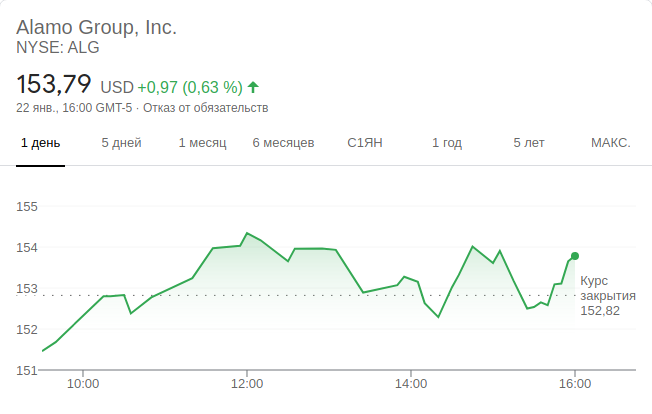 Alamo Group, Inc.
NYSE: ALG
153,79 USD +0,97 (0,63 %)
22 янв., 16:00 GMT-5 · Отказ от обязательств
1 день 5 дней 1 месяц 6 месяцев С1ЯН 1 год 5 лет МАКС.
155
154
153
152
151
Курс
закрытия
152,82
10:00 12:00 14:00 16:00